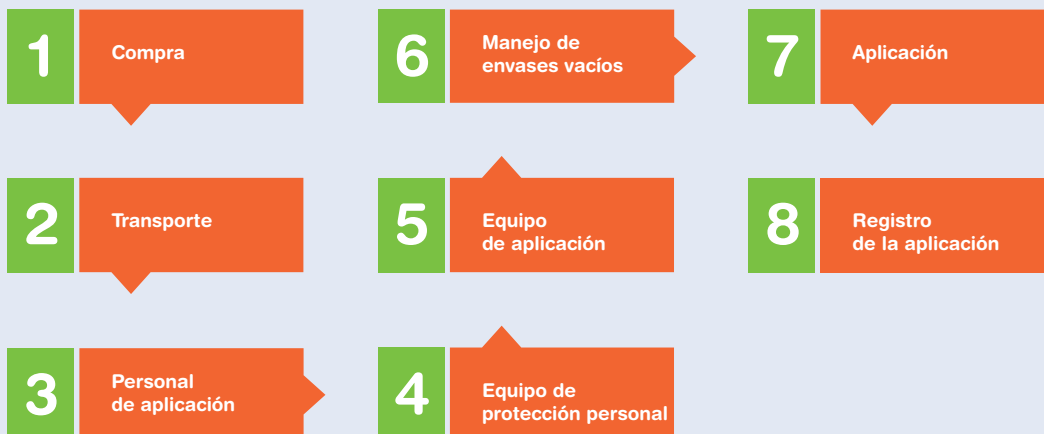 1
Compra
2
Transporte
3
Personal
de aplicación
4
Equipo de
protección personal
5
Equipo
de aplicación
6
Manejo de
envases vacíos
7
Aplicación
8
Registro
de la aplicación